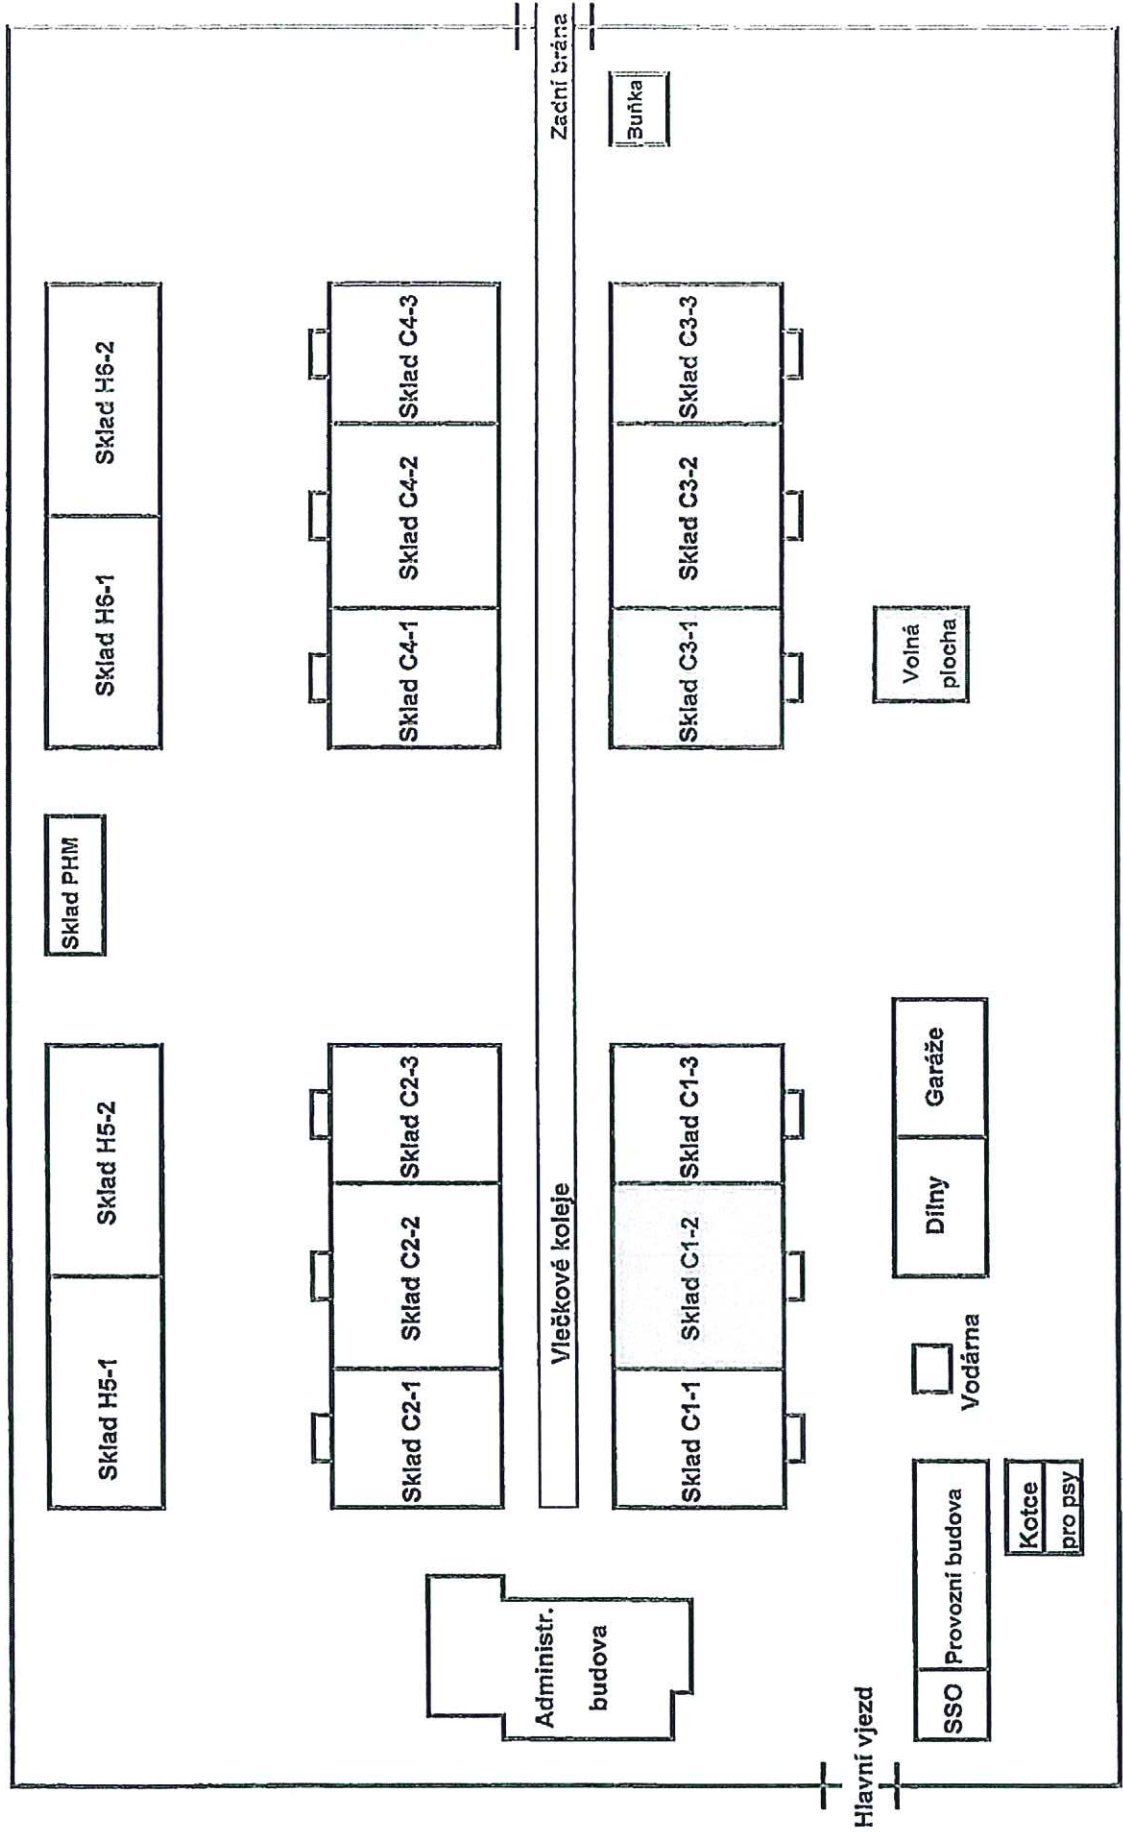 Sklad H5-1
Sklad H5-2
Sklad PHM
Sklad H6-1
Sklad H6-2
Sklad C2-1
Sklad C2-2
Sklad C2-3
Sklad C4-1
Sklad C4-2
Sklad C4-3
Administr.
budova
Vlečkové koleje
Zadní brána
Sklad C1-1
Sklad C1-2
Sklad C1-3
Sklad C3-1
Sklad C3-2
Sklad C3-3
Buňka
Hlavní vjezd
SSO
Provozní budova
Vodárna
Dílny
Garáže
Volná
plocha
Kotce
pro psy